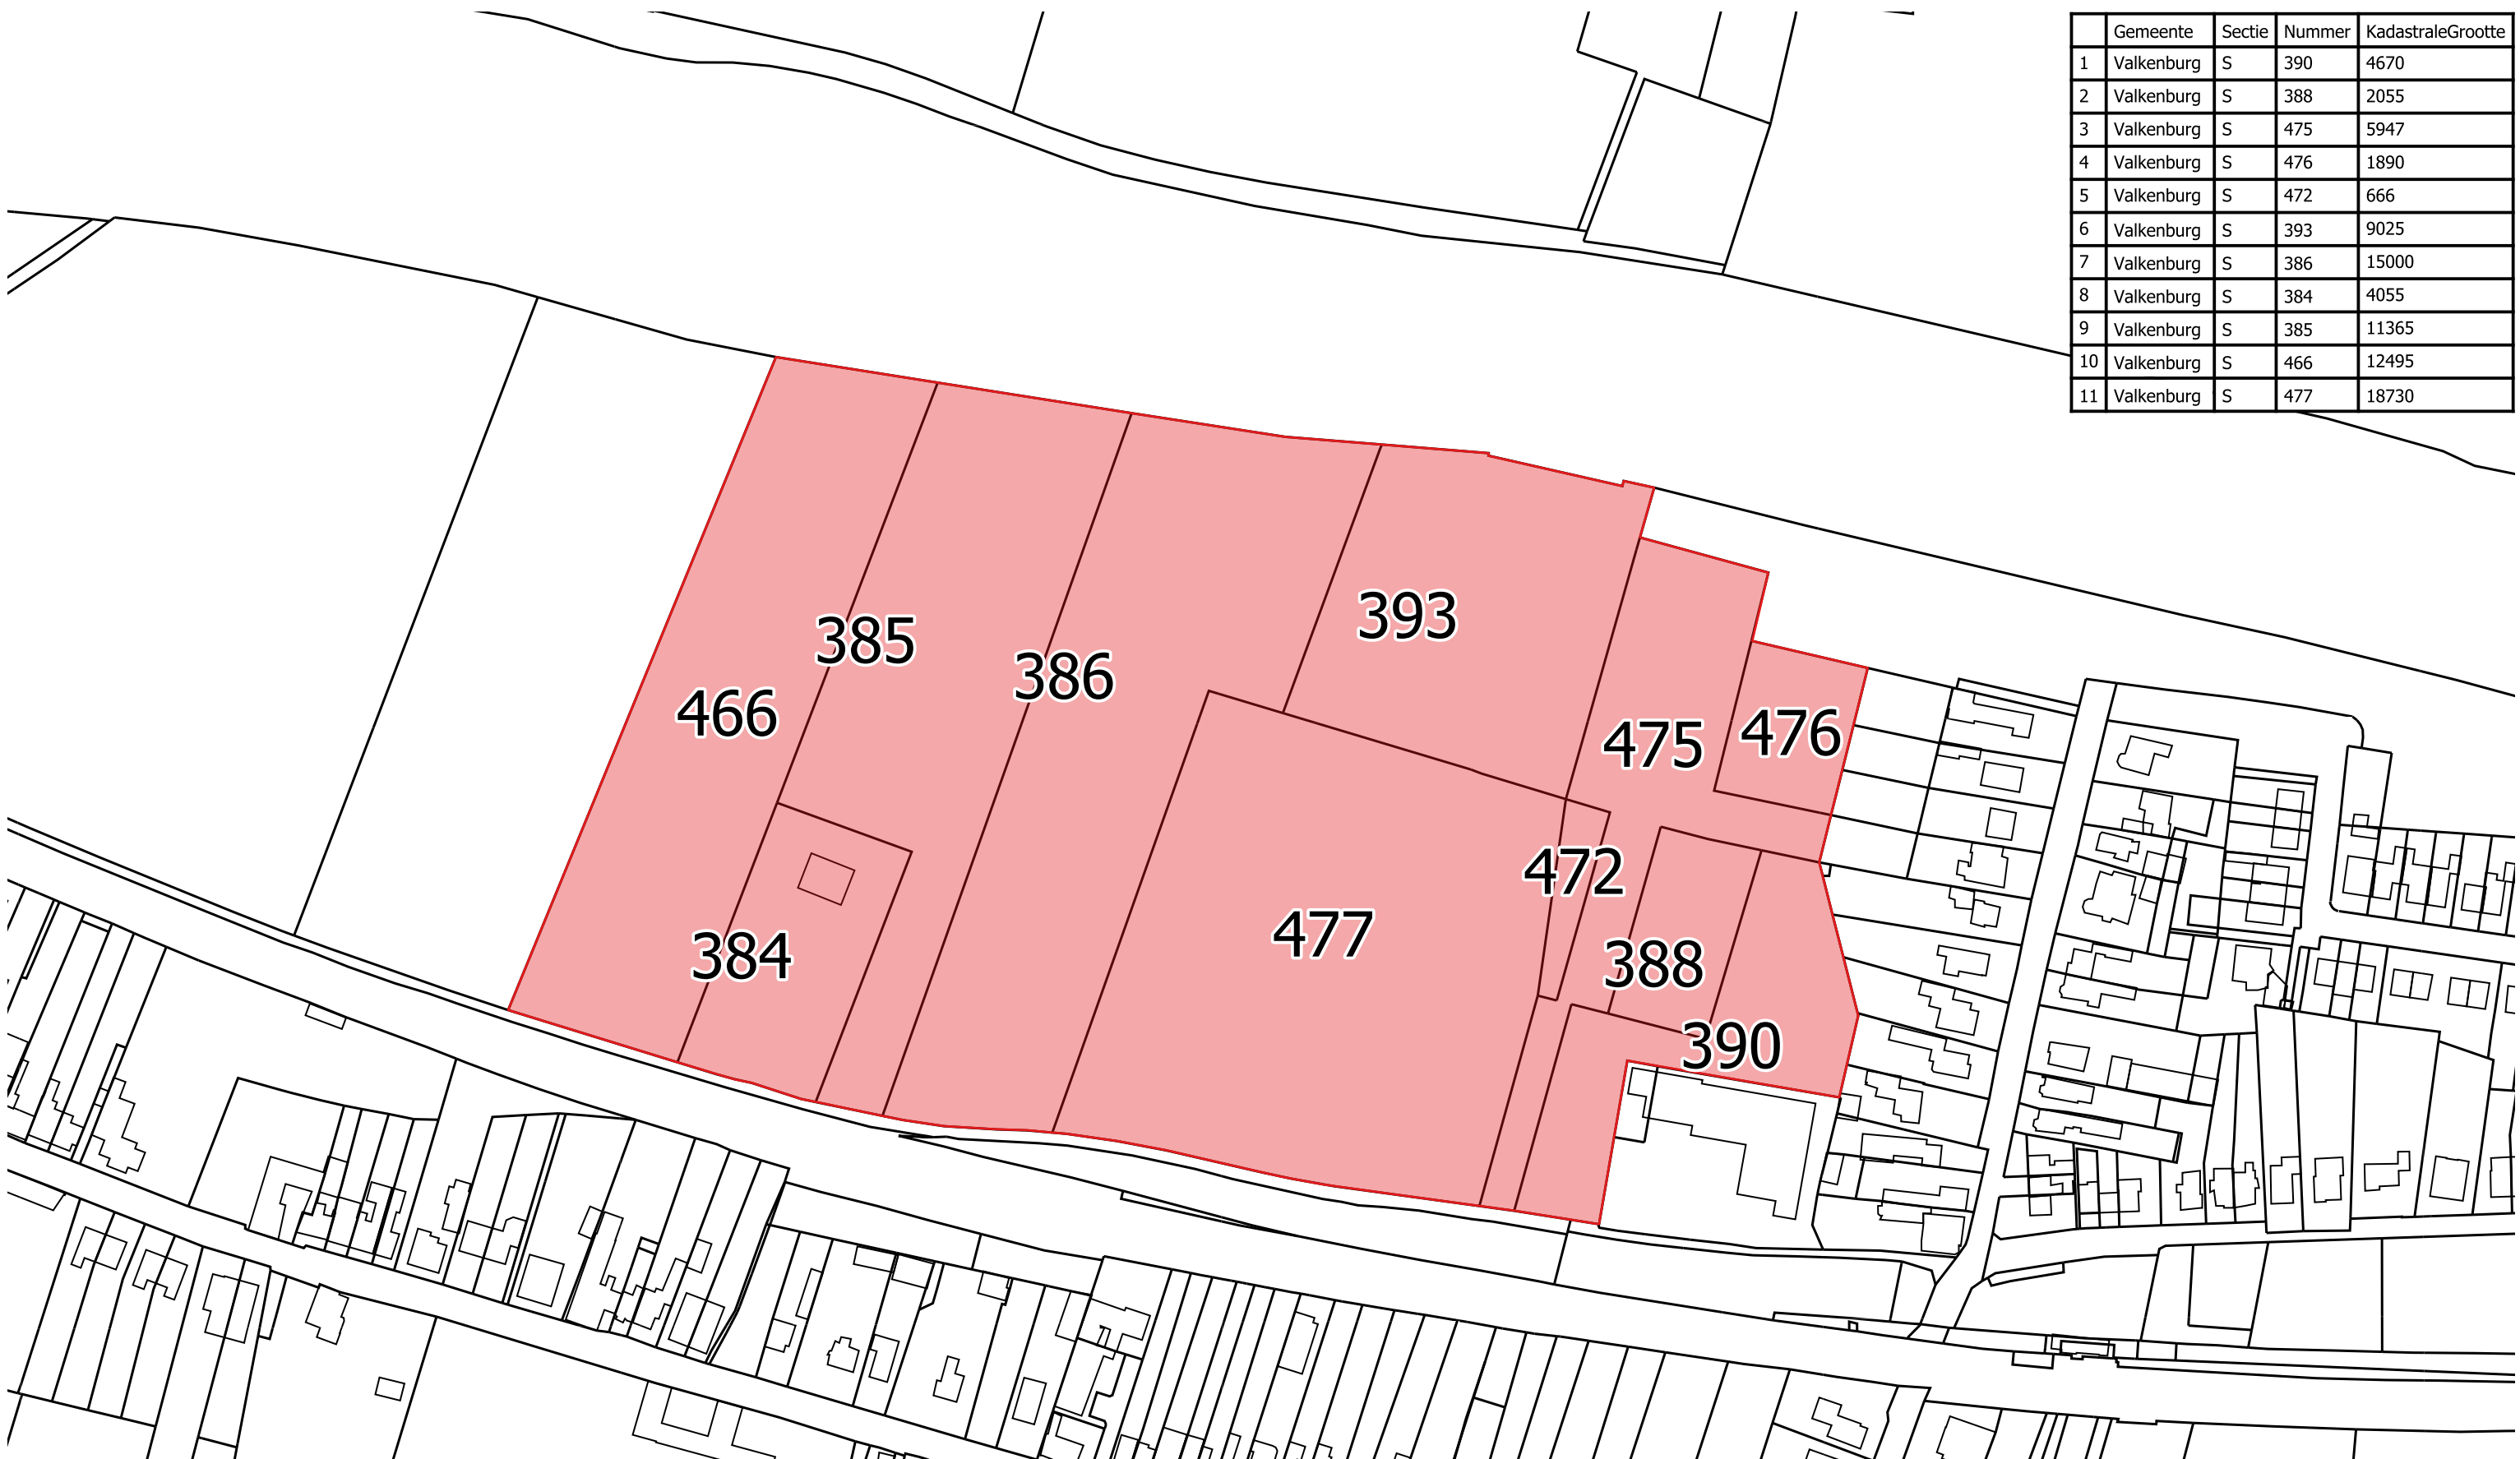 Gemeente Sectie Nummer KadastraleGrootte
1 Valkenburg S 390 4670
2 Valkenburg S 388 2055
3 Valkenburg S 475 5947
4 Valkenburg S 476 1890
5 Valkenburg S 472 666
6 Valkenburg S 393 9025
7 Valkenburg S 386 15000
8 Valkenburg S 384 4055
9 Valkenburg S 385 11365
10 Valkenburg S 466 12495
11 Valkenburg S 477 18730
393
385
386
466
475
476
472
477
384
388
390